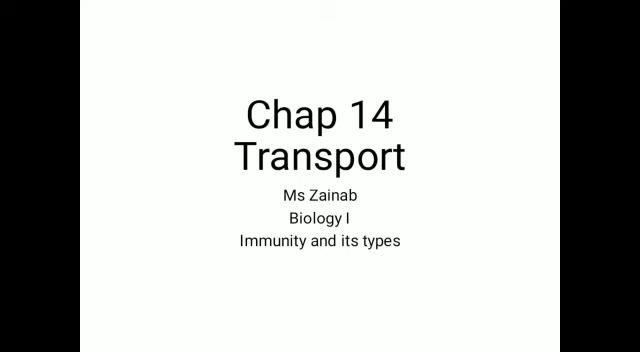 Chap 14
Transport
Ms Zainab
Biology I
Immunity and its types